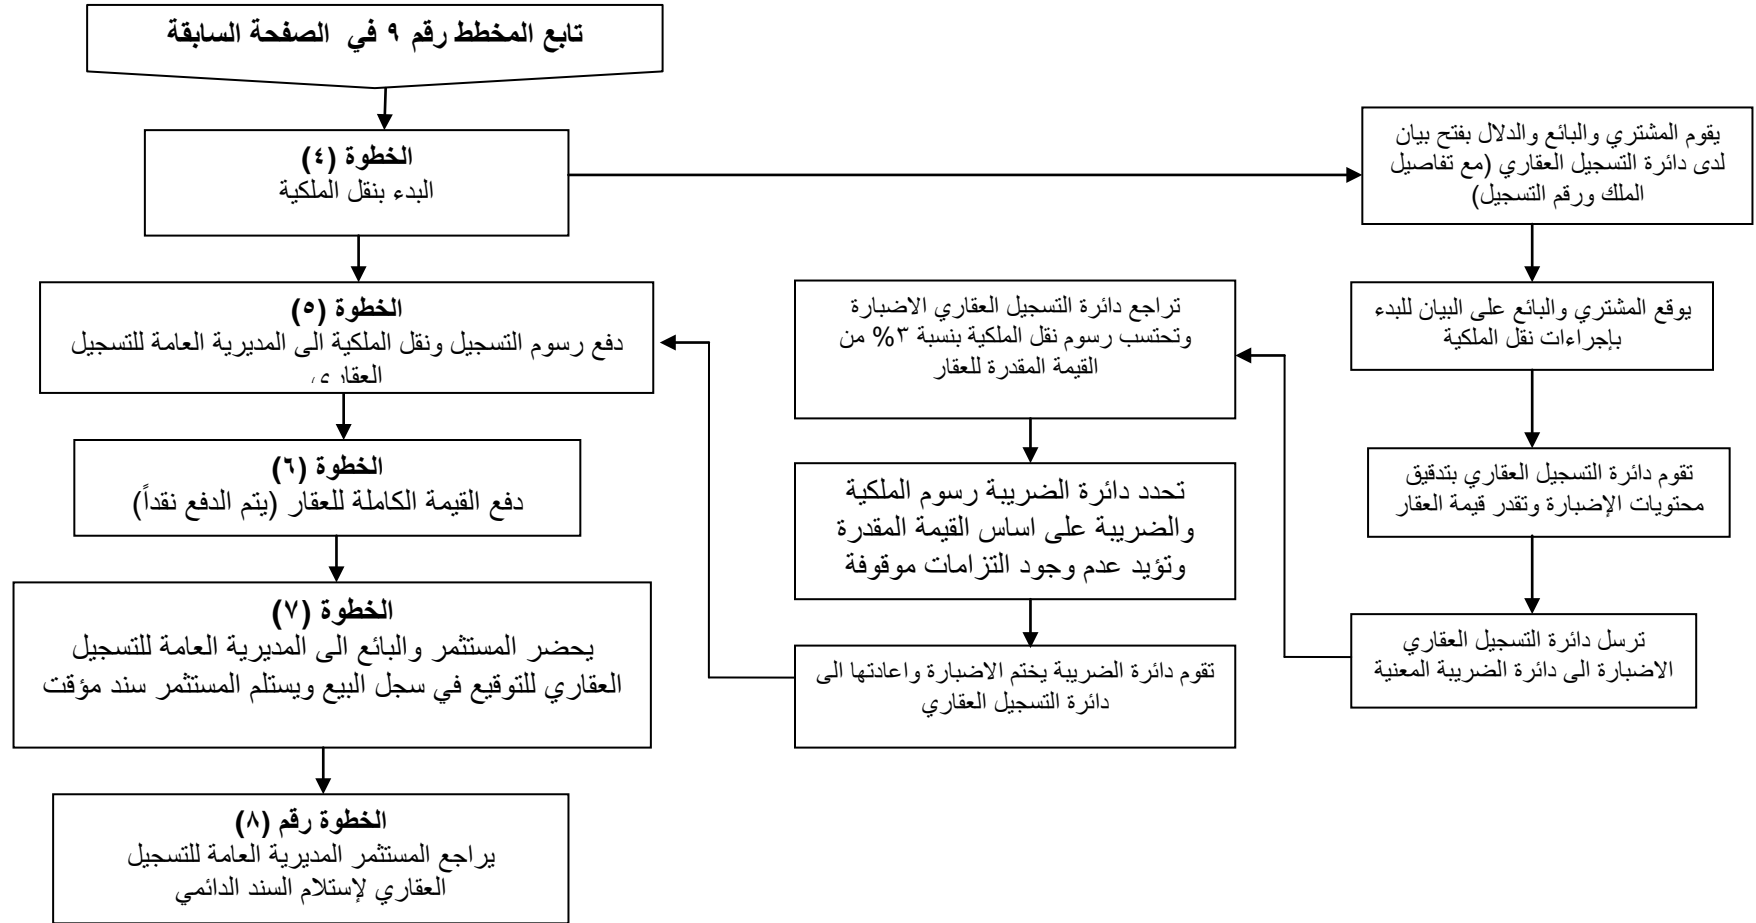 تابع المخطط رقم ٩ في الصفحة السابقة
الخطوة (٤)
البدء بنقل الملكية
يقوم المشتري والبائع والدلال بفتح بيان
لدى دائرة التسجيل العقاري (مع تفاصيل
الملك ورقم التسجيل)
يوقع المشتري والبائع على البيان للبدء
بإجراءات نقل الملكية
تقوم دائرة التسجيل العقاري بتدقيق
محتويات الإضبارة وتقدر قيمة العقار
ترسل دائرة التسجيل العقاري
الاضبارة الى دائرة الضريبة المعنية
تراجع دائرة التسجيل العقاري الاضبارة
وتحتسب رسوم نقل الملكية بنسبة ٣% من
القيمة المقدرة للعقار
تحدد دائرة الضريبة رسوم الملكية
والضريبة على اساس القيمة المقدرة
وتؤيد عدم وجود التزامات موقوفة
تقوم دائرة الضريبة يختم الاضبارة واعادتها الى
دائرة التسجيل العقاري
الخطوة (٥)
دفع رسوم التسجيل ونقل الملكية الى المديرية العامة للتسجيل
العقاري
الخطوة (٦)
دفع القيمة الكاملة للعقار (يتم الدفع نقداً)
الخطوة (٧)
يحضر المستثمر والبائع الى المديرية العامة للتسجيل
العقاري للتوقيع في سجل البيع ويستلم المستثمر سند مؤقت
الخطوة رقم (٨)
يراجع المستثمر المديرية العامة للتسجيل
العقاري لإستلام السند الدائمي